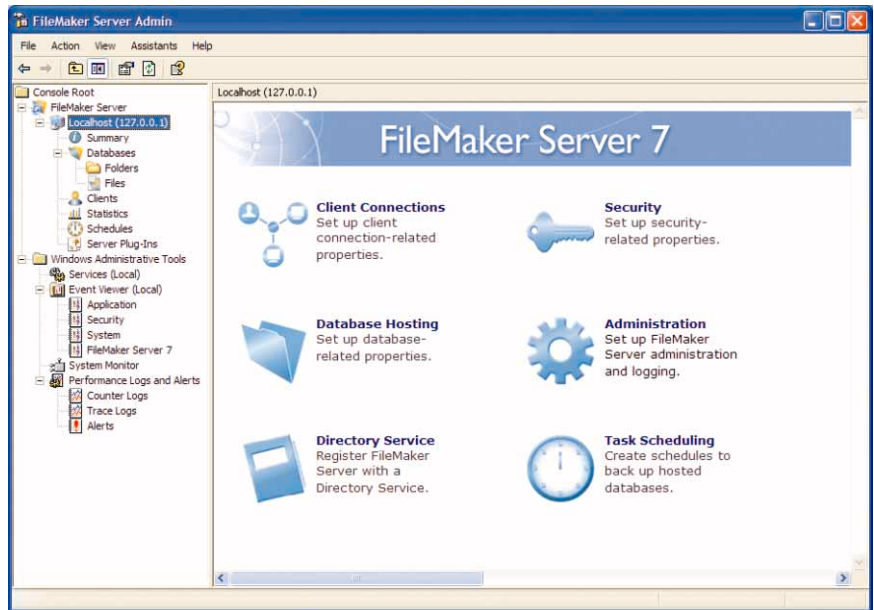 FileMaker Server Admin
File Action View Assistants Help
Console Root
FileMaker Server
Localhost (127.0.0.1)
Summary
Databases
Folders
Files
Clients
Statistics
Schedules
Server Plug-Ins
Windows Administrative Tools
Services (Local)
Event Viewer (Local)
Application
Security
System
FileMaker Server 7
System Monitor
Performance Logs and Alerts
Counter Logs
Trace Logs
Alerts
Localhost (127.0.0.1)
FileMaker Server 7
Client Connections
Set up client
connection-related
properties.
Security
Set up security-
related properties.
Database Hosting
Set up database-
related properties.
Administration
Set up FileMaker
Server administration
and logging.
Directory Service
Register FileMaker
Server with a
Directory Service.
Task Scheduling
Create schedules to
back up hosted
databases.